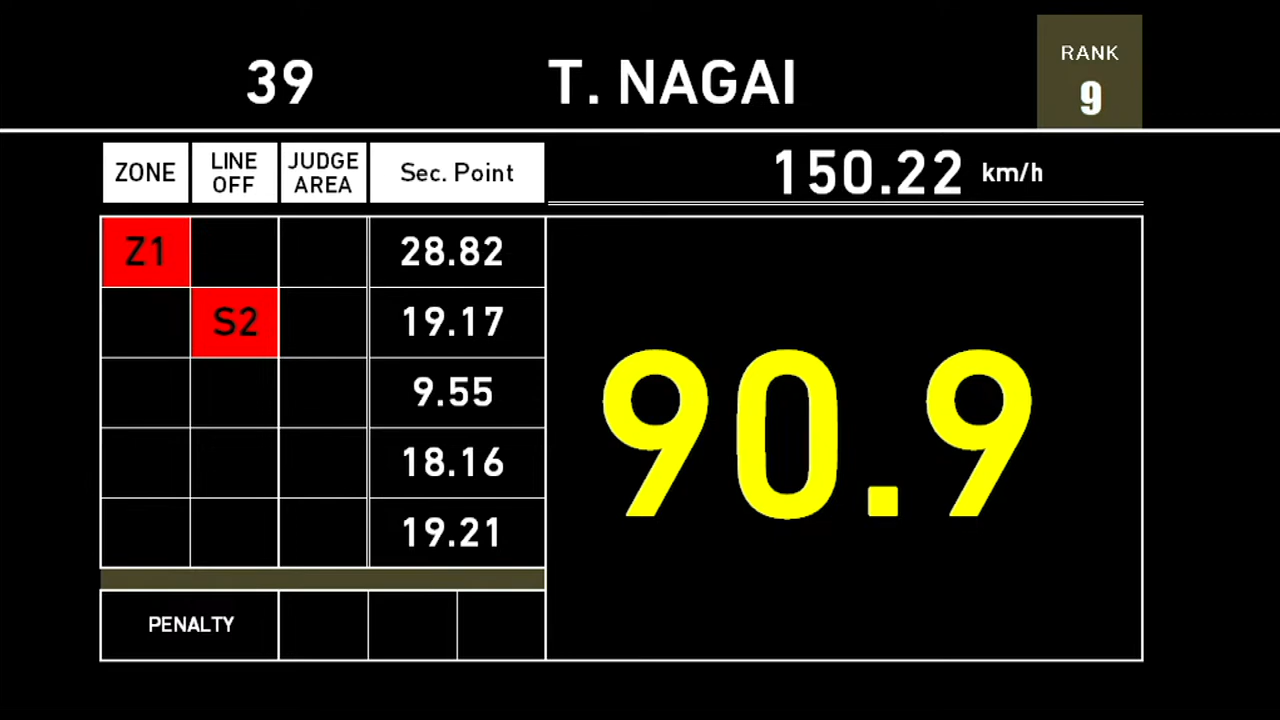 39 T. NAGAI RANK 9
ZONE LINE OFF JUDGE AREA Sec. Point 150.22 km/h
Z1 28.82
S2 19.17
9.55
18.16
19.21
90.9
PENALTY